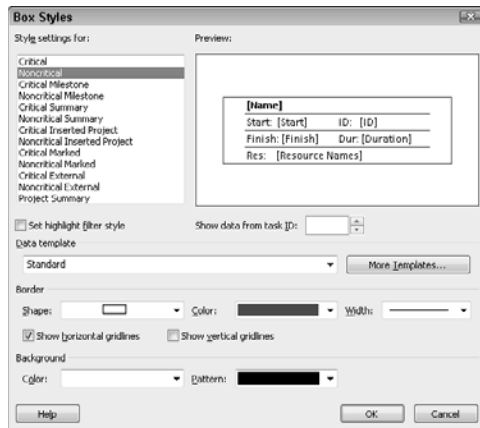 Box Styles
Style settings for:
Preview:
Critical
Noncritical
Critical Milestone
Noncritical Milestone
Critical Summary
Noncritical Summary
Critical Inserted Project
Noncritical Inserted Project
Critical Marked
Noncritical Marked
Critical External
Noncritical External
Project Summary
[Name]
Start: [Start] ID: [ID]
Finish: [Finish] Dur: [Duration]
Res: [Resource Names]
Set highlight filter style
Show data from task ID:
Data template
Standard
More Templates...
Border
Shape:
Color:
Width:
Show horizontal gridlines
Show vertical gridlines
Background
Color:
Pattern:
Help
OK
Cancel